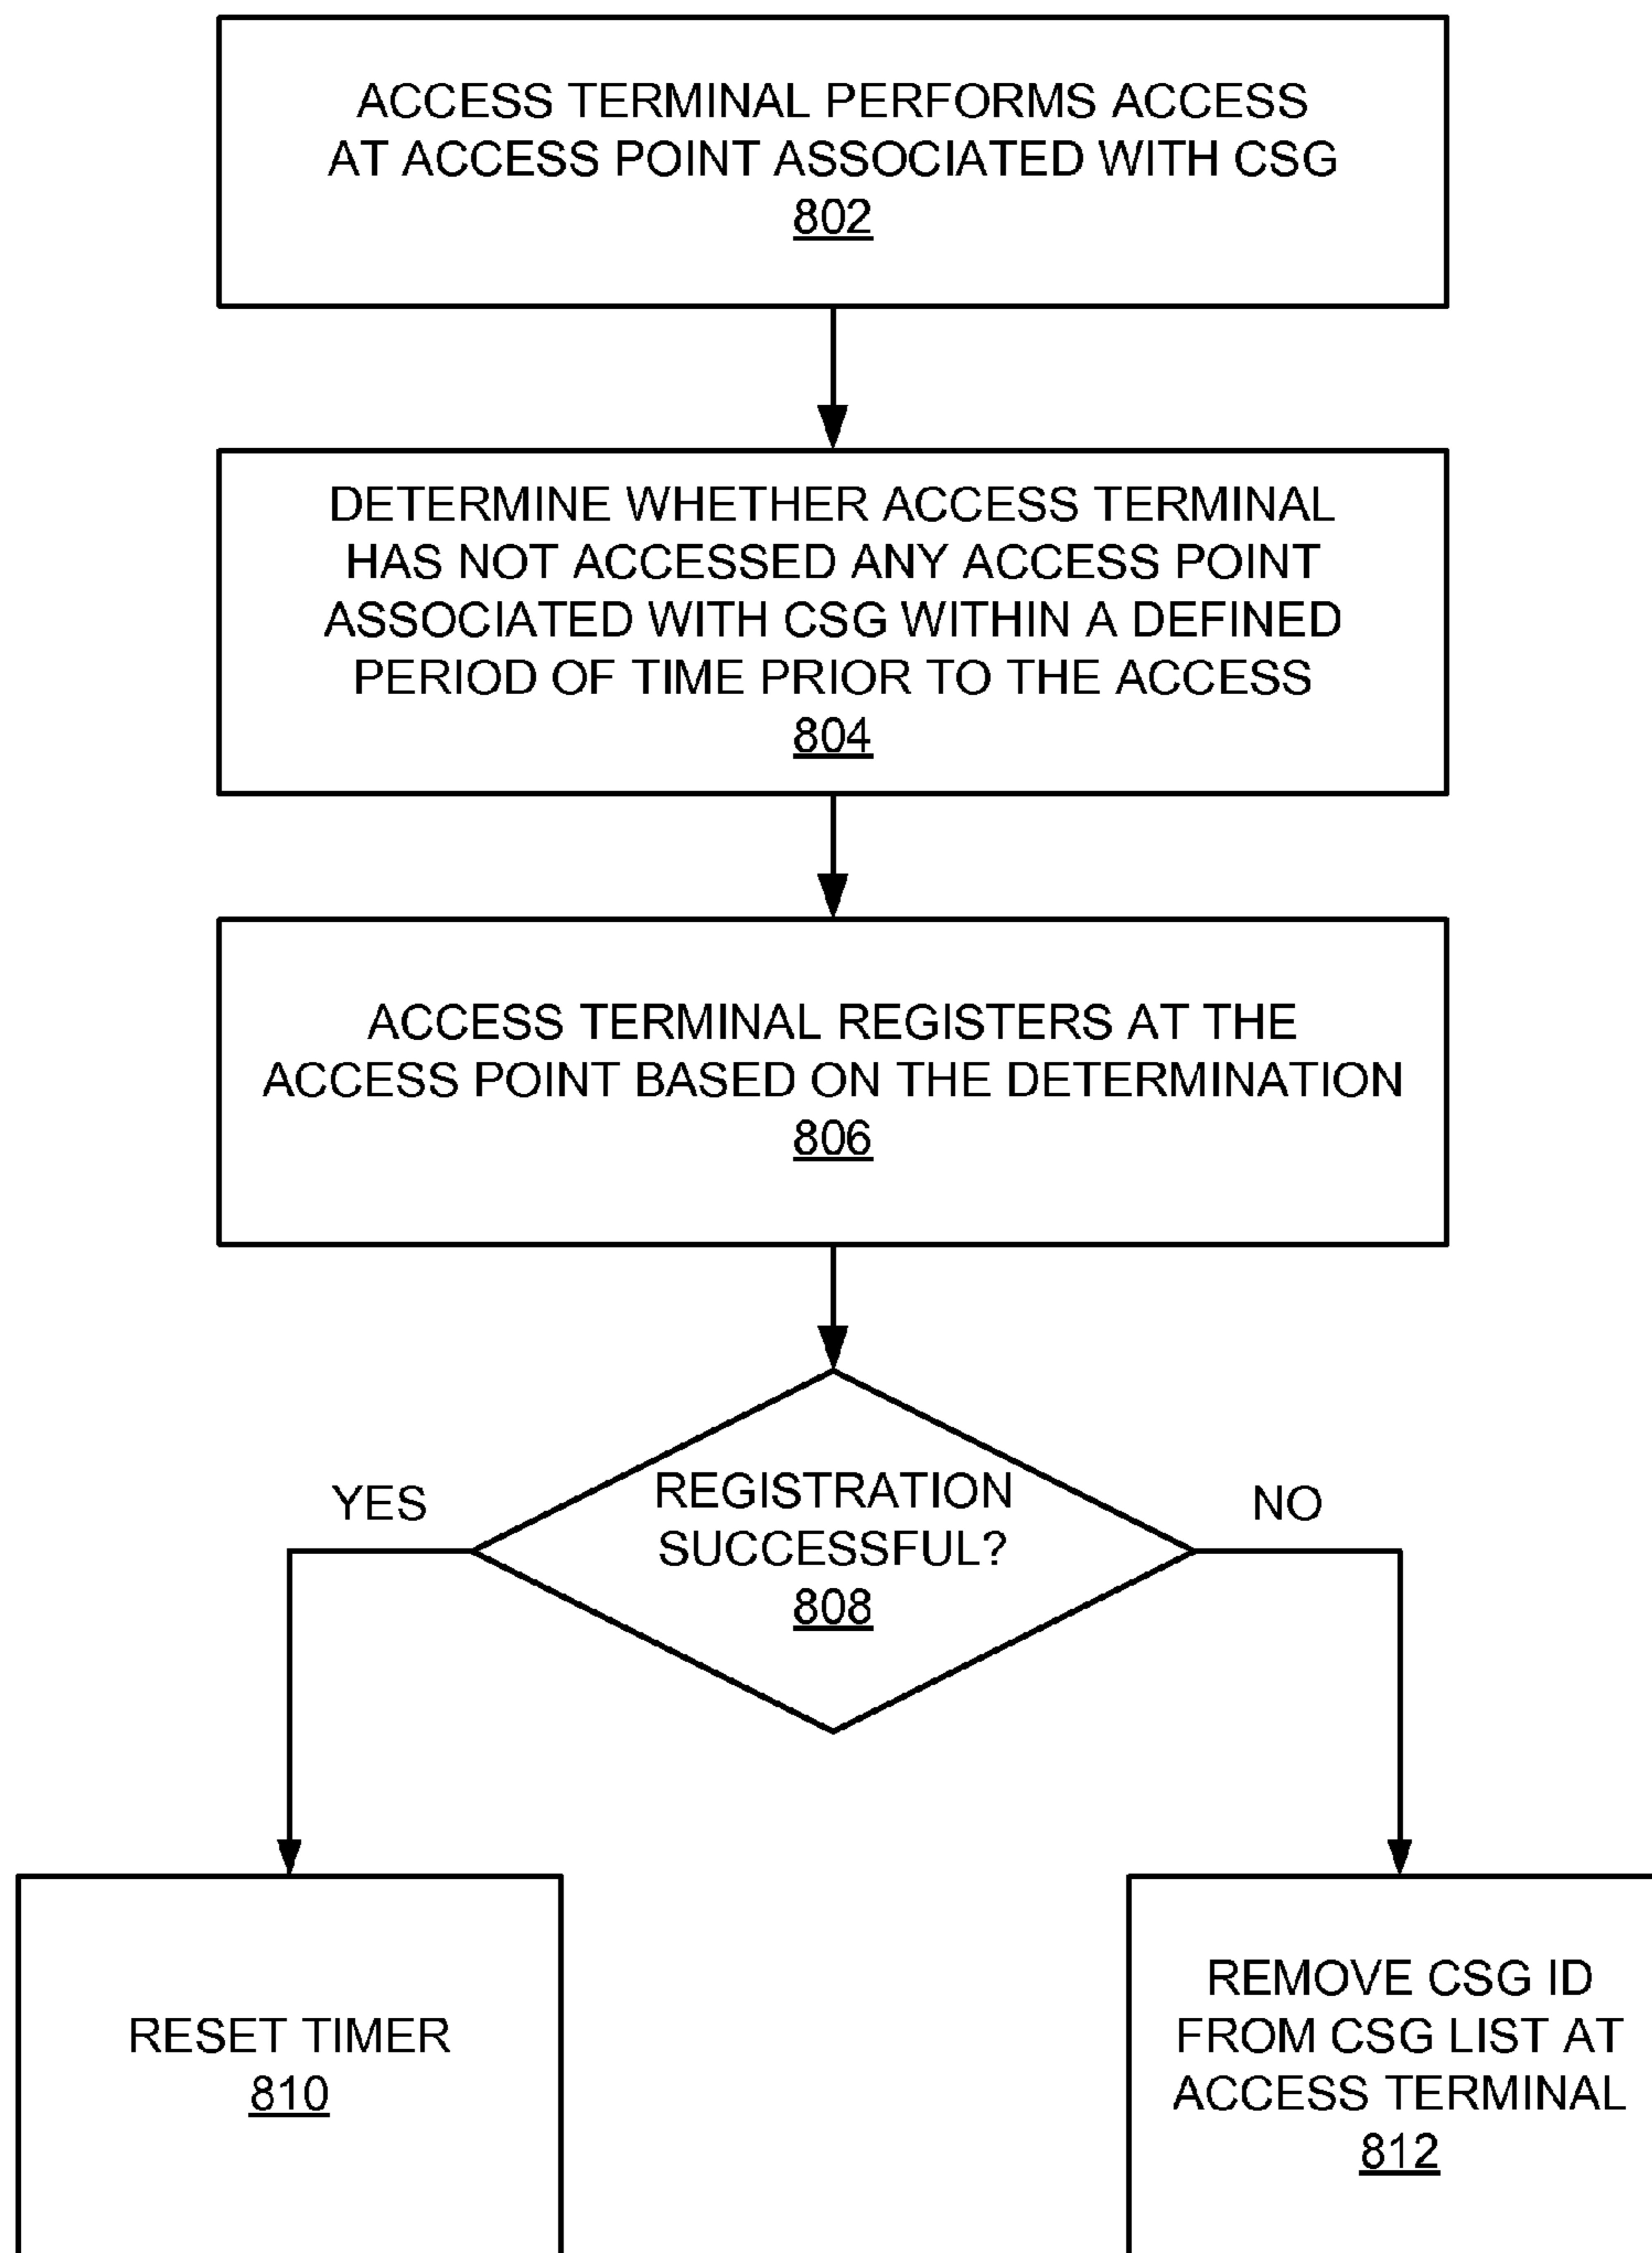 ACCESS TERMINAL PERFORMS ACCESS
AT ACCESS POINT ASSOCIATED WITH CSG
802
DETERMINE WHETHER ACCESS TERMINAL
HAS NOT ACCESSED ANY ACCESS POINT
ASSOCIATED WITH CSG WITHIN A DEFINED
PERIOD OF TIME PRIOR TO THE ACCESS
804
ACCESS TERMINAL REGISTERS AT THE
ACCESS POINT BASED ON THE DETERMINATION
806
REGISTRATION
SUCCESSFUL?
808
YES
NO
RESET TIMER
810
REMOVE CSG ID
FROM CSG LIST AT
ACCESS TERMINAL
812